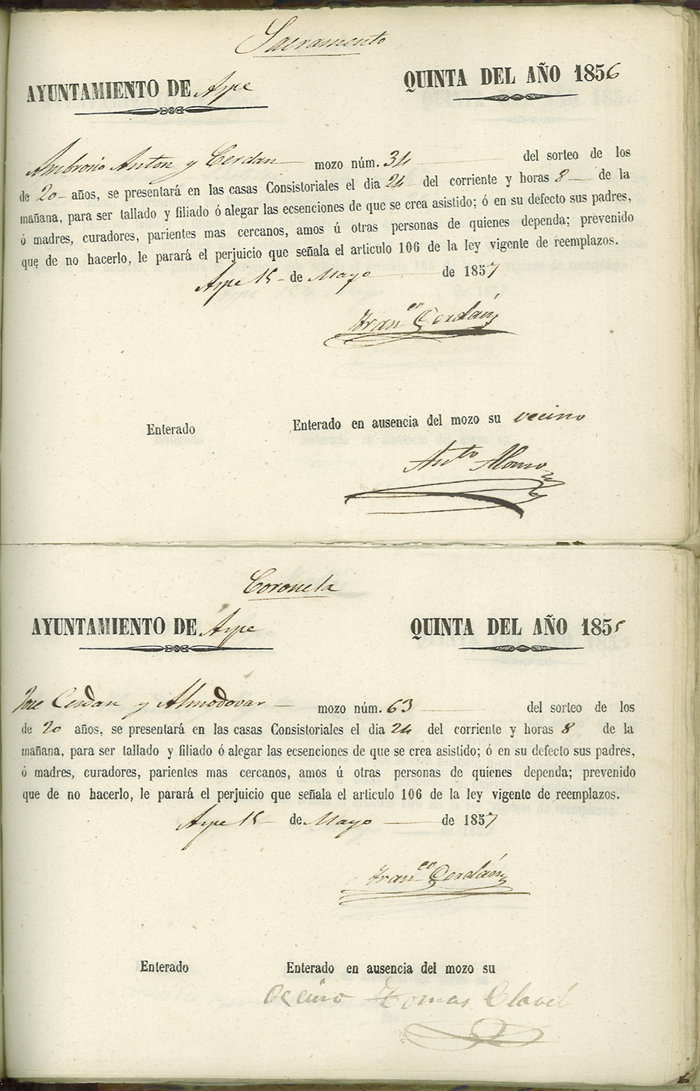 Sacramento
AYUNTAMIENTO DE Aspe QUINTA DEL AÑO 1856
Ambrosio Anton y Cerdan mozo núm. 34 del sorteo de los
de 20 años, se presentará en las casas Consistoriales el dia 24 del corriente y horas 8 de la
mañana, para ser tallado y filiado ó alegar las ecsenciones de que se crea asistido; ó en su defecto sus padres,
ó madres, curadores, parientes mas cercanos, amos ú otras personas de quienes dependa; prevenido
que de no hacerlo, le parará el perjuicio que señala el articulo 106 de la ley vigente de reemplazos.
Aspe 15 de Mayo de 1857
Fran.co Cerdán
Enterado Enterado en ausencia del mozo su vecino
Anto Alonso
Coronela
AYUNTAMIENTO DE Aspe QUINTA DEL AÑO 1855
Jose Cerdan y Almodovar mozo núm. 63 del sorteo de los
de 20 años, se presentará en las casas Consistoriales el dia 24 del corriente y horas 8 de la
mañana, para ser tallado y filiado ó alegar las ecsenciones de que se crea asistido; ó en su defecto sus padres,
ó madres, curadores, parientes mas cercanos, amos ú otras personas de quienes dependa; prevenido
que de no hacerlo, le parará el perjuicio que señala el articulo 106 de la ley vigente de reemplazos.
Aspe 15 de Mayo de 1857
Fran.co Cerdán
Enterado Enterado en ausencia del mozo su
vecino Tomas Clavel